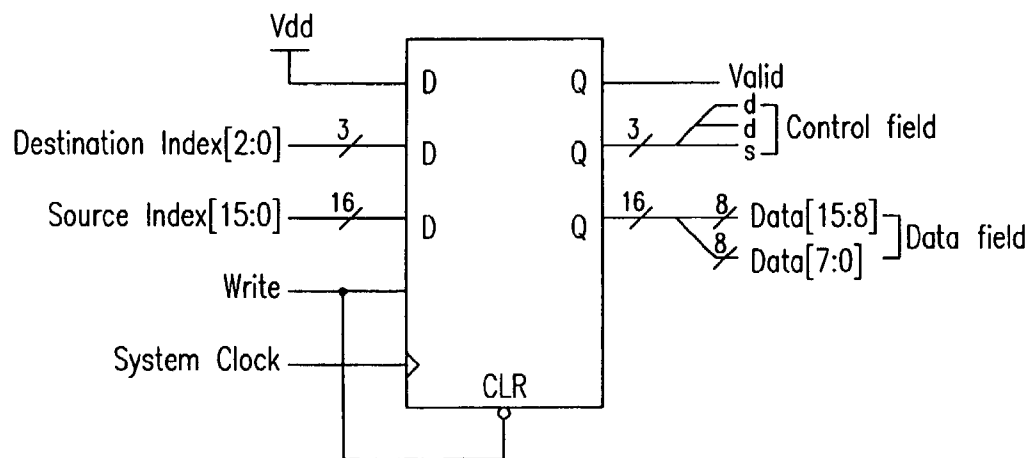 Vdd
D Q Valid
Destination Index[2:0] 3 D Q 3 d d s Control field
Source Index[15:0] 16 D Q 16 8 Data[15:8] 8 Data[7:0] Data field
Write
System Clock
CLR